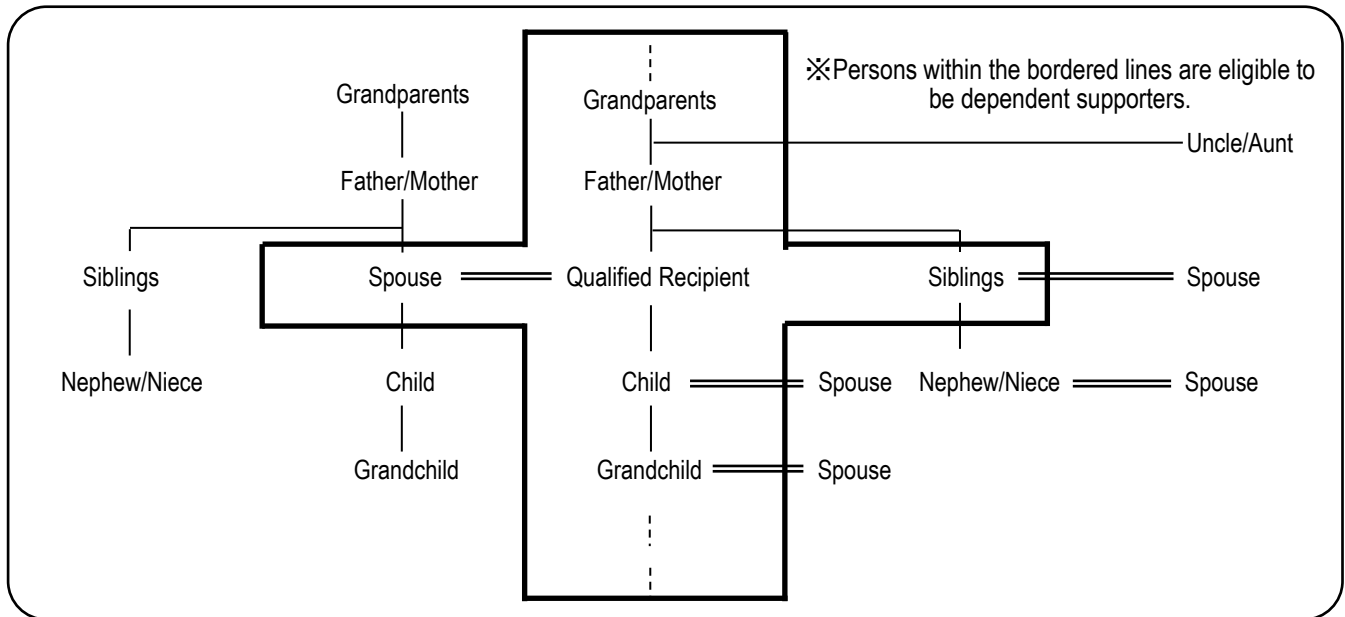 ※Persons within the bordered lines are eligible to
be dependent supporters.
Grandparents
Grandparents
Uncle/Aunt
Father/Mother
Father/Mother
Siblings
Spouse
Qualified Recipient
Siblings
Spouse
Nephew/Niece
Child
Child
Spouse
Nephew/Niece
Spouse
Grandchild
Grandchild
Spouse